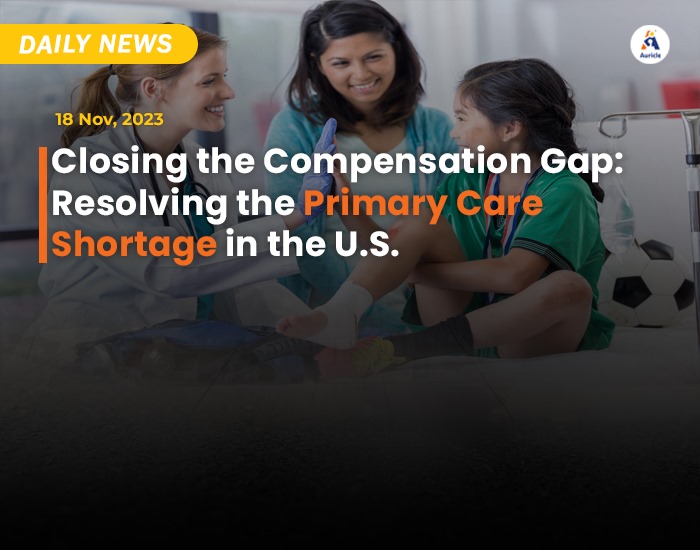 DAILY NEWS
Auricle
18 Nov, 2023
Closing the Compensation Gap:
Resolving the Primary Care
Shortage in the U.S.